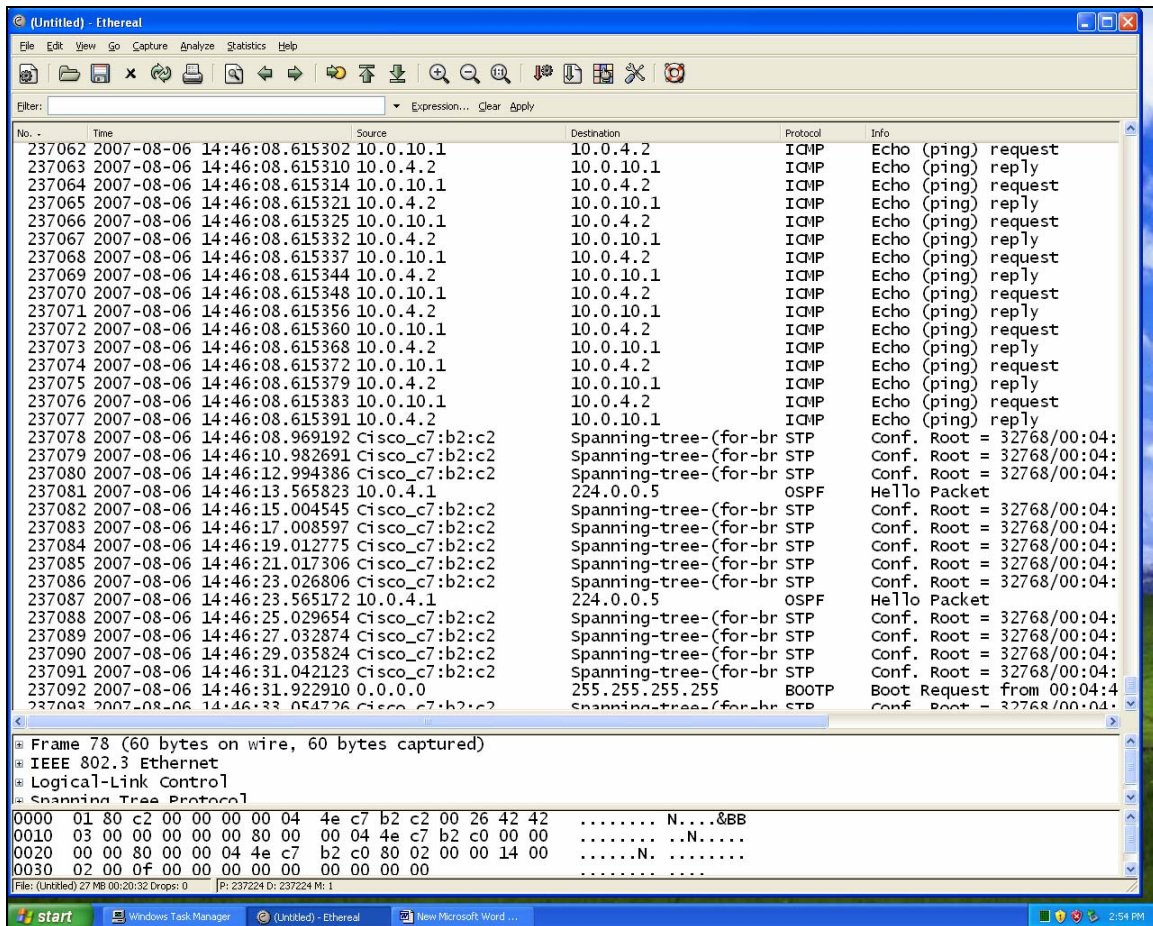 (Untitled) - Ethereal
File Edit View Go Capture Analyze Statistics Help
Filter: Expression... Clear Apply
No. - Time Source Destination Protocol Info
237062 2007-08-06 14:46:08.615302 10.0.10.1 10.0.4.2 ICMP Echo (ping) request
237063 2007-08-06 14:46:08.615310 10.0.4.2 10.0.10.1 ICMP Echo (ping) reply
237064 2007-08-06 14:46:08.615314 10.0.10.1 10.0.4.2 ICMP Echo (ping) request
237065 2007-08-06 14:46:08.615321 10.0.4.2 10.0.10.1 ICMP Echo (ping) reply
237066 2007-08-06 14:46:08.615325 10.0.10.1 10.0.4.2 ICMP Echo (ping) request
237067 2007-08-06 14:46:08.615332 10.0.4.2 10.0.10.1 ICMP Echo (ping) reply
237068 2007-08-06 14:46:08.615337 10.0.10.1 10.0.4.2 ICMP Echo (ping) request
237069 2007-08-06 14:46:08.615344 10.0.4.2 10.0.10.1 ICMP Echo (ping) reply
237070 2007-08-06 14:46:08.615348 10.0.10.1 10.0.4.2 ICMP Echo (ping) request
237071 2007-08-06 14:46:08.615356 10.0.4.2 10.0.10.1 ICMP Echo (ping) reply
237072 2007-08-06 14:46:08.615360 10.0.10.1 10.0.4.2 ICMP Echo (ping) request
237073 2007-08-06 14:46:08.615368 10.0.4.2 10.0.10.1 ICMP Echo (ping) reply
237074 2007-08-06 14:46:08.615372 10.0.10.1 10.0.4.2 ICMP Echo (ping) request
237075 2007-08-06 14:46:08.615379 10.0.4.2 10.0.10.1 ICMP Echo (ping) reply
237076 2007-08-06 14:46:08.615383 10.0.10.1 10.0.4.2 ICMP Echo (ping) request
237077 2007-08-06 14:46:08.615391 10.0.4.2 10.0.10.1 ICMP Echo (ping) reply
237078 2007-08-06 14:46:08.969192 Cisco_c7:b2:c2 Spanning-tree-(for-br STP Conf. Root = 32768/00:04:
237079 2007-08-06 14:46:10.982691 Cisco_c7:b2:c2 Spanning-tree-(for-br STP Conf. Root = 32768/00:04:
237080 2007-08-06 14:46:12.994386 Cisco_c7:b2:c2 Spanning-tree-(for-br STP Conf. Root = 32768/00:04:
237081 2007-08-06 14:46:13.565823 10.0.4.1 224.0.0.5 OSPF Hello Packet
237082 2007-08-06 14:46:15.004545 Cisco_c7:b2:c2 Spanning-tree-(for-br STP Conf. Root = 32768/00:04:
237083 2007-08-06 14:46:17.008597 Cisco_c7:b2:c2 Spanning-tree-(for-br STP Conf. Root = 32768/00:04:
237084 2007-08-06 14:46:19.012775 Cisco_c7:b2:c2 Spanning-tree-(for-br STP Conf. Root = 32768/00:04:
237085 2007-08-06 14:46:21.017306 Cisco_c7:b2:c2 Spanning-tree-(for-br STP Conf. Root = 32768/00:04:
237086 2007-08-06 14:46:23.026806 Cisco_c7:b2:c2 Spanning-tree-(for-br STP Conf. Root = 32768/00:04:
237087 2007-08-06 14:46:23.565172 10.0.4.1 224.0.0.5 OSPF Hello Packet
237088 2007-08-06 14:46:25.029654 Cisco_c7:b2:c2 Spanning-tree-(for-br STP Conf. Root = 32768/00:04:
237089 2007-08-06 14:46:27.032874 Cisco_c7:b2:c2 Spanning-tree-(for-br STP Conf. Root = 32768/00:04:
237090 2007-08-06 14:46:29.035824 Cisco_c7:b2:c2 Spanning-tree-(for-br STP Conf. Root = 32768/00:04:
237091 2007-08-06 14:46:31.042123 Cisco_c7:b2:c2 Spanning-tree-(for-br STP Conf. Root = 32768/00:04:
237092 2007-08-06 14:46:31.922910 0.0.0.0 255.255.255.255 BOOTP Boot Request from 00:04:4
237093 2007-08-06 14:46:33.054726 Cisco_c7:b2:c2 Spanning-tree-(for-br STP Conf. Root = 32768/00:04:
Frame 78 (60 bytes on wire, 60 bytes captured)
IEEE 802.3 Ethernet
Logical-Link Control
Spanning Tree Protocol
0000 01 80 c2 00 00 00 00 04 4e c7 b2 c2 00 26 42 42 ........ N....&BB
0010 03 00 00 00 00 00 80 00 00 04 4e c7 b2 c0 00 00 ........ ..N.....
0020 00 00 80 00 00 04 4e c7 b2 c0 80 02 00 00 14 00 ......N. ........
0030 02 00 0f 00 00 00 00 00 00 00 00 00 ........ ....
File: (Untitled) 27 MB 00:20:32 Drops: 0 P: 237224 D: 237224 M: 1
start Windows Task Manager (Untitled) - Ethereal New Microsoft Word ... 2:54 PM